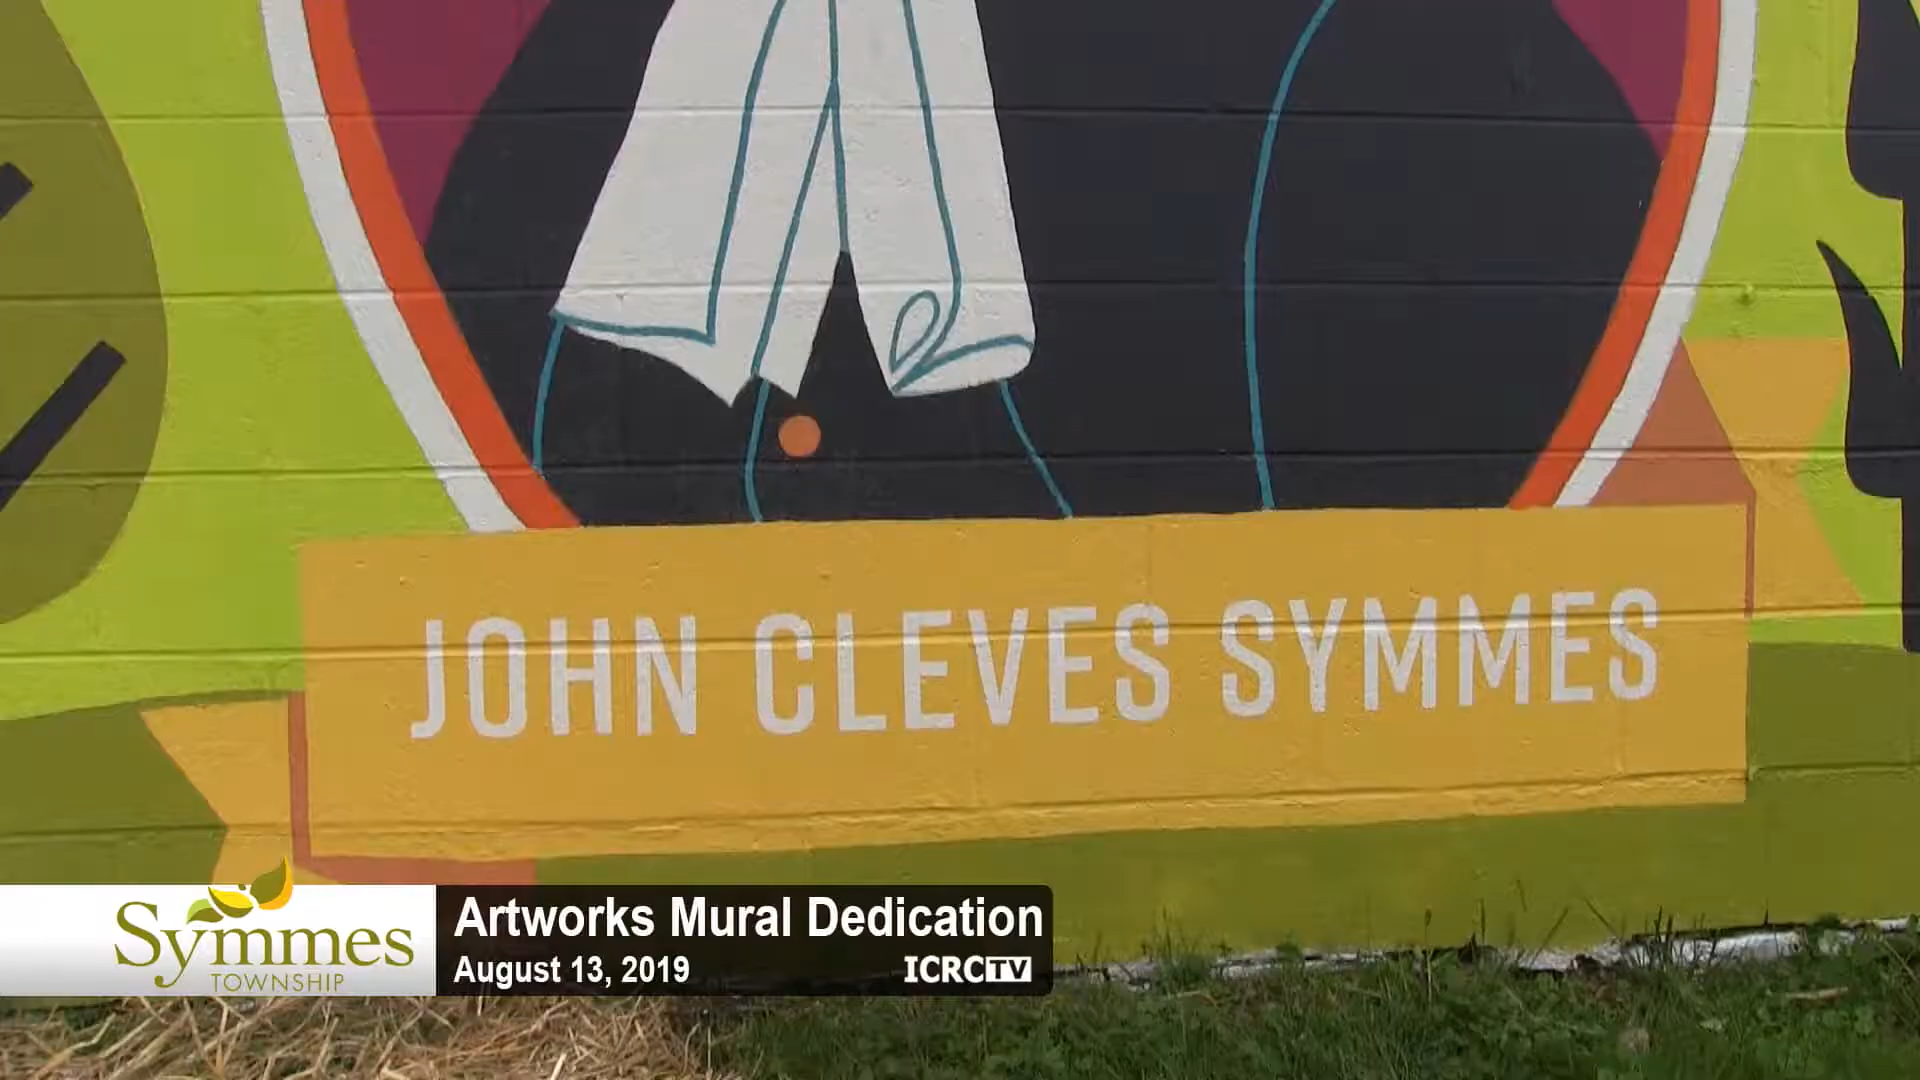 JOHN CLEVES SYMMES
Symmes
TOWNSHIP
Artworks Mural Dedication
August 13, 2019
ICRCTV